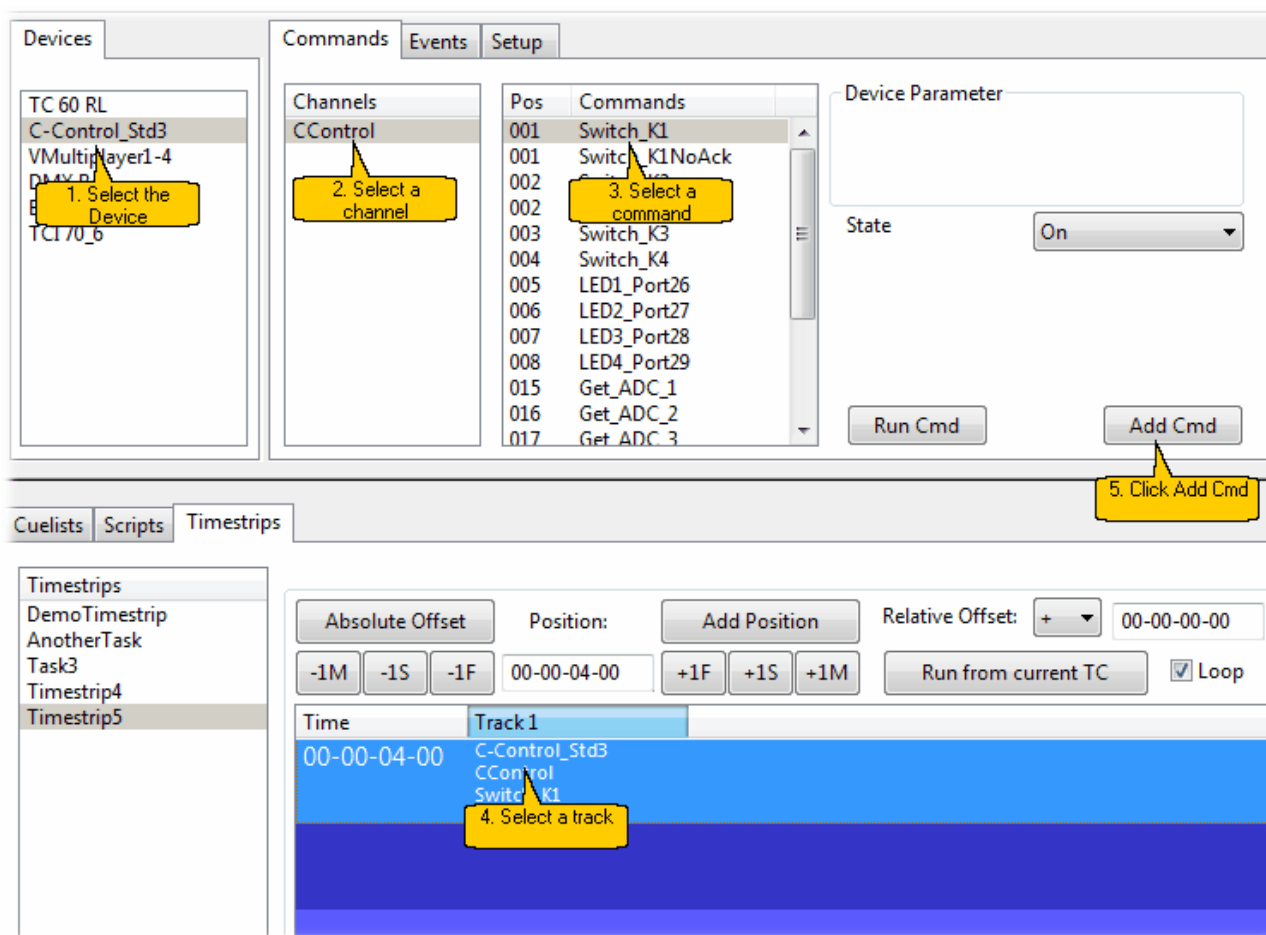 Devices
Commands Events Setup
TC 60 RL
C-Control_Std3
VMultiplayer1-4
TCI 70_6
1. Select the
Device
Channels
CControl
2. Select a
channel
Pos Commands
001 Switch_K1
001 Switch_K1NoAck
002
002
003 Switch_K3
004 Switch_K4
005 LED1_Port26
006 LED2_Port27
007 LED3_Port28
008 LED4_Port29
015 Get_ADC_1
016 Get_ADC_2
017 Get_ADC_3
3. Select a
command
Device Parameter
State On
Run Cmd Add Cmd
5. Click Add Cmd
Cuelists Scripts Timestrips
Timestrips
DemoTimestrip
AnotherTask
Task3
Timestrip4
Timestrip5
Absolute Offset Position: Add Position Relative Offset: + 00-00-00-00
-1M -1S -1F 00-00-04-00 +1F +1S +1M Run from current TC Loop
Time Track 1
00-00-04-00 C-Control_Std3
CControl
Switch_K1
4. Select a track